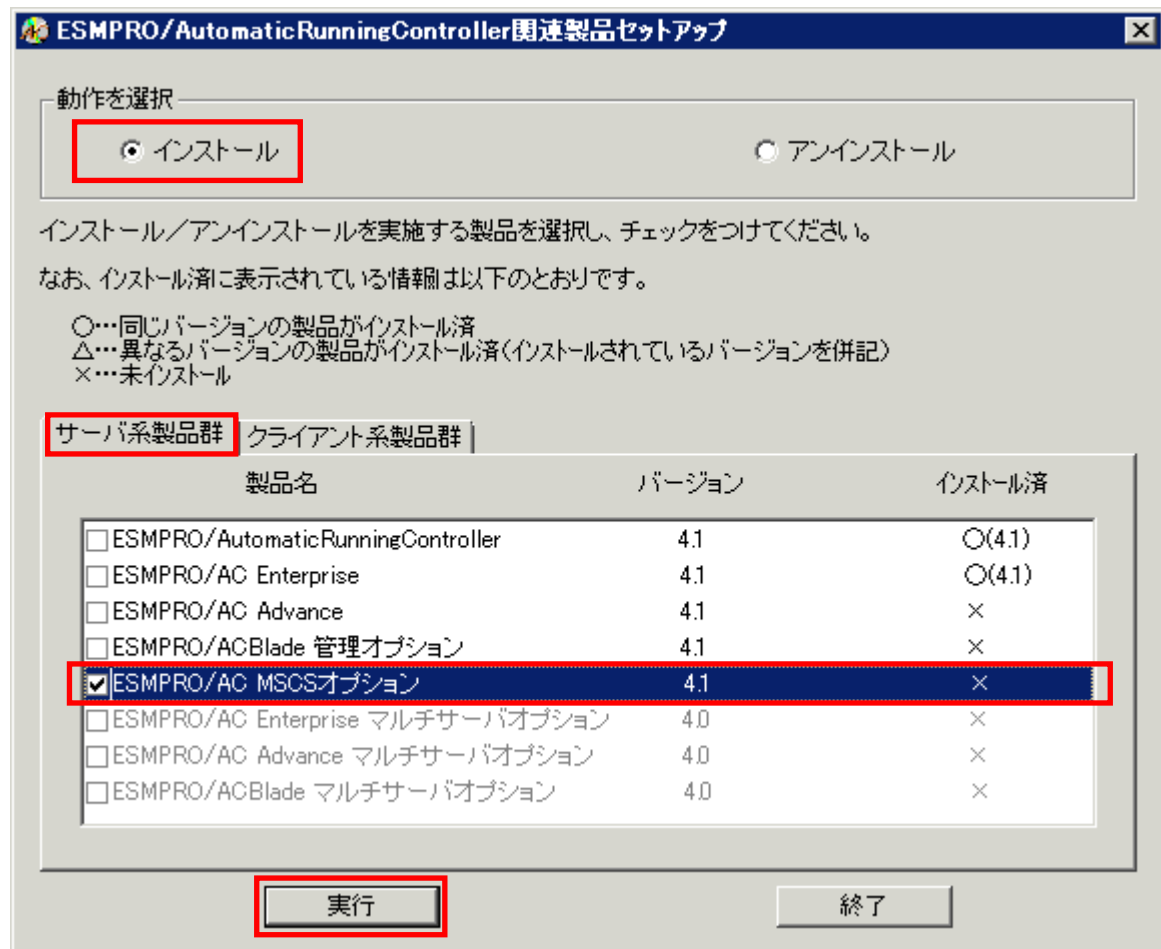 ESMPRO/AutomaticRunningController関連製品セットアップ
動作を選択
インストール
アンインストール
インストール／アンインストールを実施する製品を選択し、チェックをつけてください。
なお、インストール済に表示されている情報は以下のとおりです。
○…同じバージョンの製品がインストール済
△…異なるバージョンの製品がインストール済(インストールされているバージョンを併記)
×…未インストール
サーバ系製品群 クライアント系製品群
製品名 バージョン インストール済
ESMPRO/AutomaticRunningController 4.1 ○(4.1)
ESMPRO/AC Enterprise 4.1 ○(4.1)
ESMPRO/AC Advance 4.1 ×
ESMPRO/ACBlade 管理オプション 4.1 ×
ESMPRO/AC MSCSオプション 4.1 ×
ESMPRO/AC Enterprise マルチサーバオプション 4.0 ×
ESMPRO/AC Advance マルチサーバオプション 4.0 ×
ESMPRO/ACBlade マルチサーバオプション 4.0 ×
実行 終了